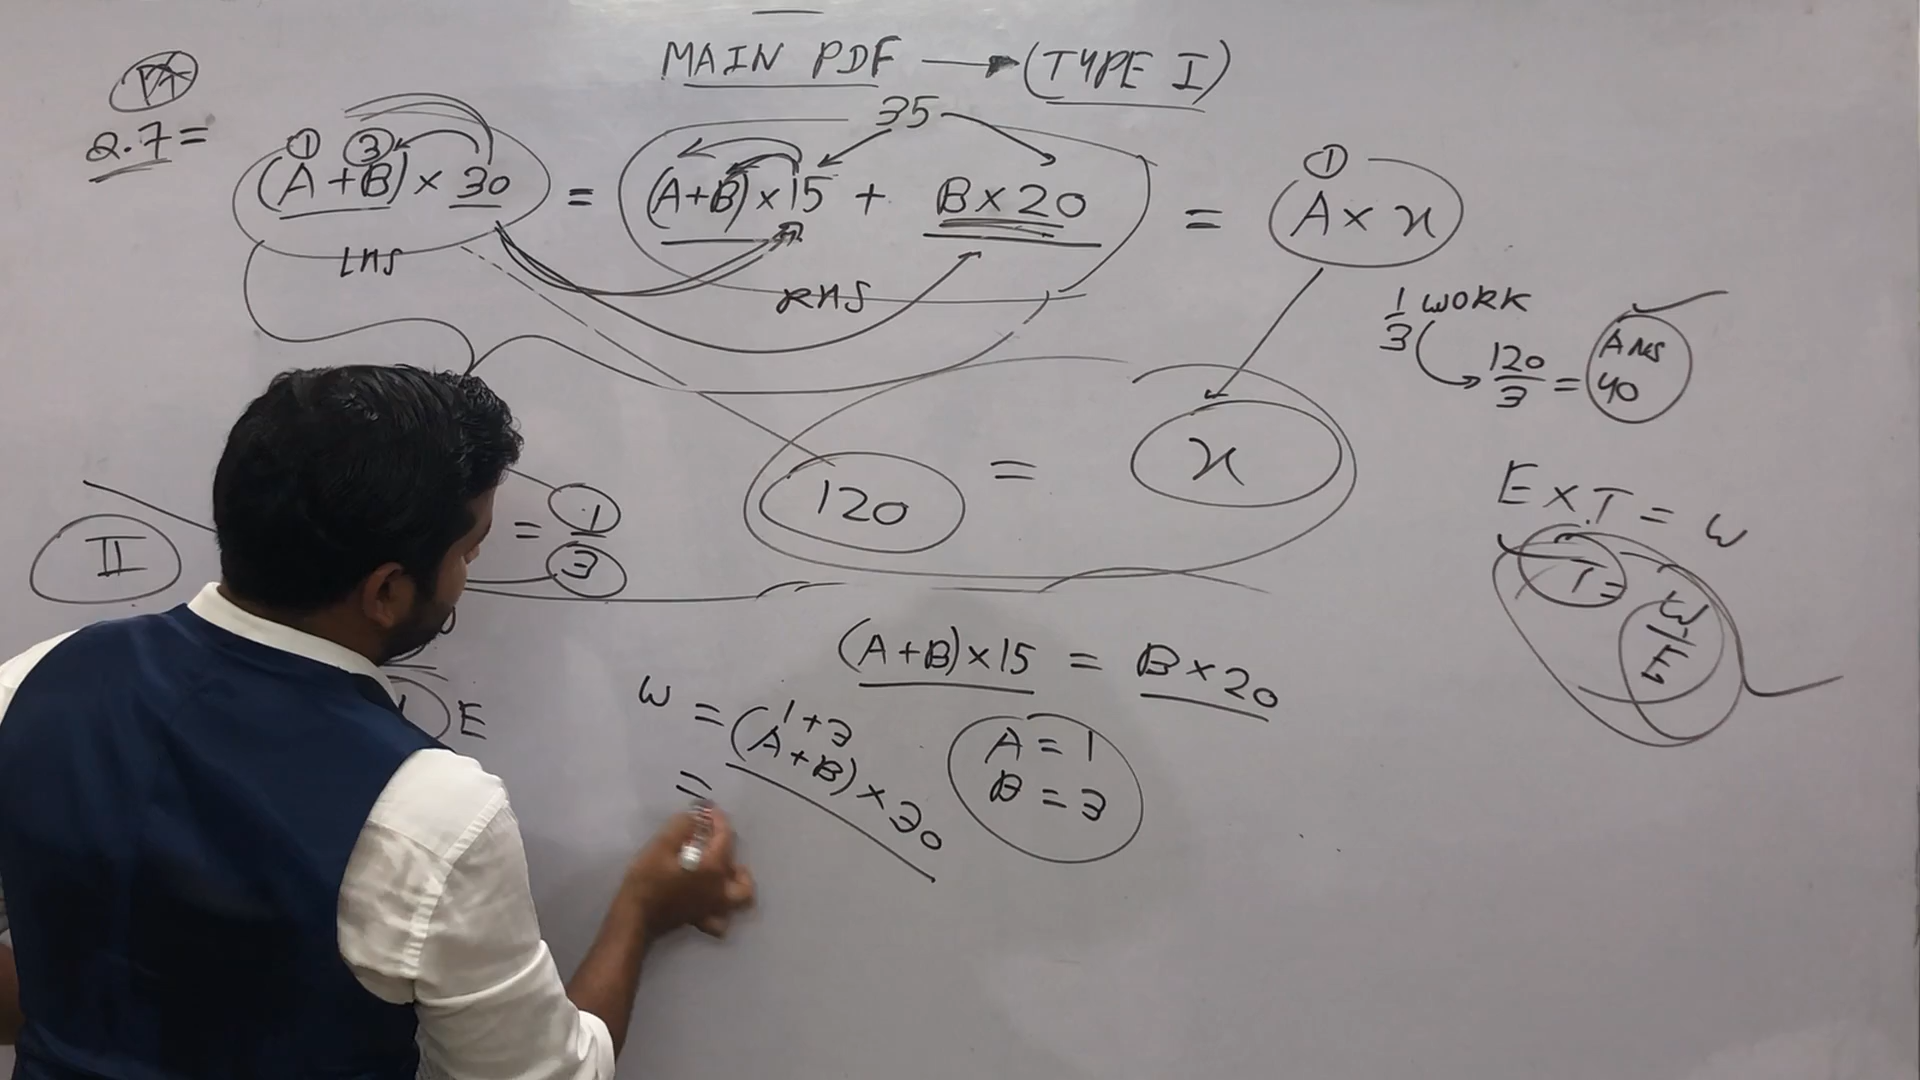 MAIN PDF → (TYPE I)
35
Q.7 =
① ③
(A+B) × 30 = (A+B) × 15 + B × 20 = A × x
①
LHS
RHS
1/3 WORK
120/3 = Ans 40
120 = x
E × T = W
T = W/E
II
= 1/3
E
(A+B) × 15 = B × 20
1+3
W = (A+B) × 30
=
A = 1
B = 3